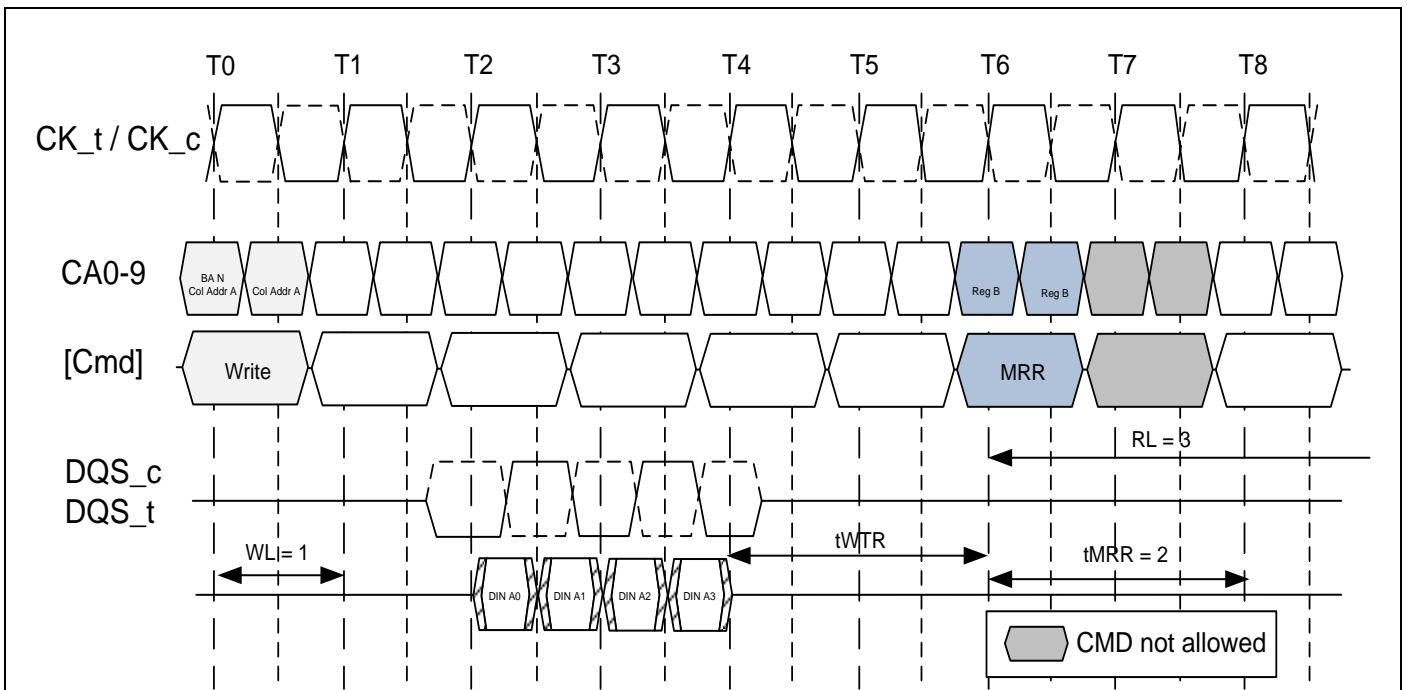 T0 T1 T2 T3 T4 T5 T6 T7 T8
CK_t / CK_c
CA0-9
BA N
Col Addr A
Col Addr A
Reg B
Reg B
[Cmd]
Write
MRR
RL = 3
DQS_c
DQS_t
WL = 1
tWTR
tMRR = 2
DIN A0
DIN A1
DIN A2
DIN A3
CMD not allowed